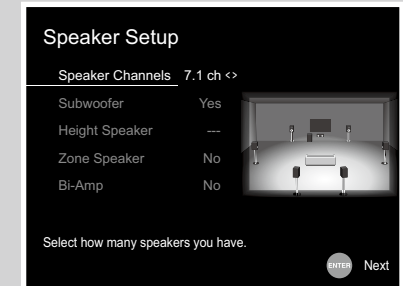 Speaker Setup
Speaker Channels 7.1 ch <>
Subwoofer Yes
Height Speaker ---
Zone Speaker No
Bi-Amp No
Select how many speakers you have.
ENTER Next